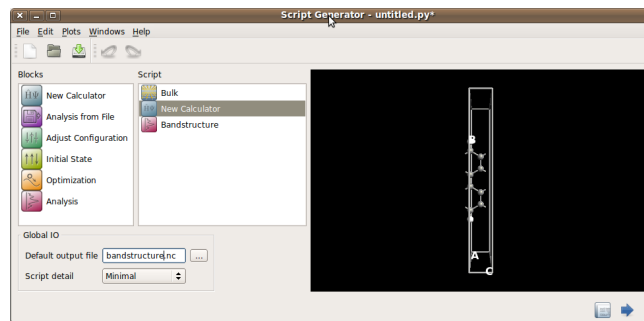 Script Generator - untitled.py*
File Edit Plots Windows Help
Blocks
Script
New Calculator
Analysis from File
Adjust Configuration
Initial State
Optimization
Analysis
Bulk
New Calculator
Bandstructure
B
A
C
Global IO
Default output file bandstructure.nc ...
Script detail Minimal